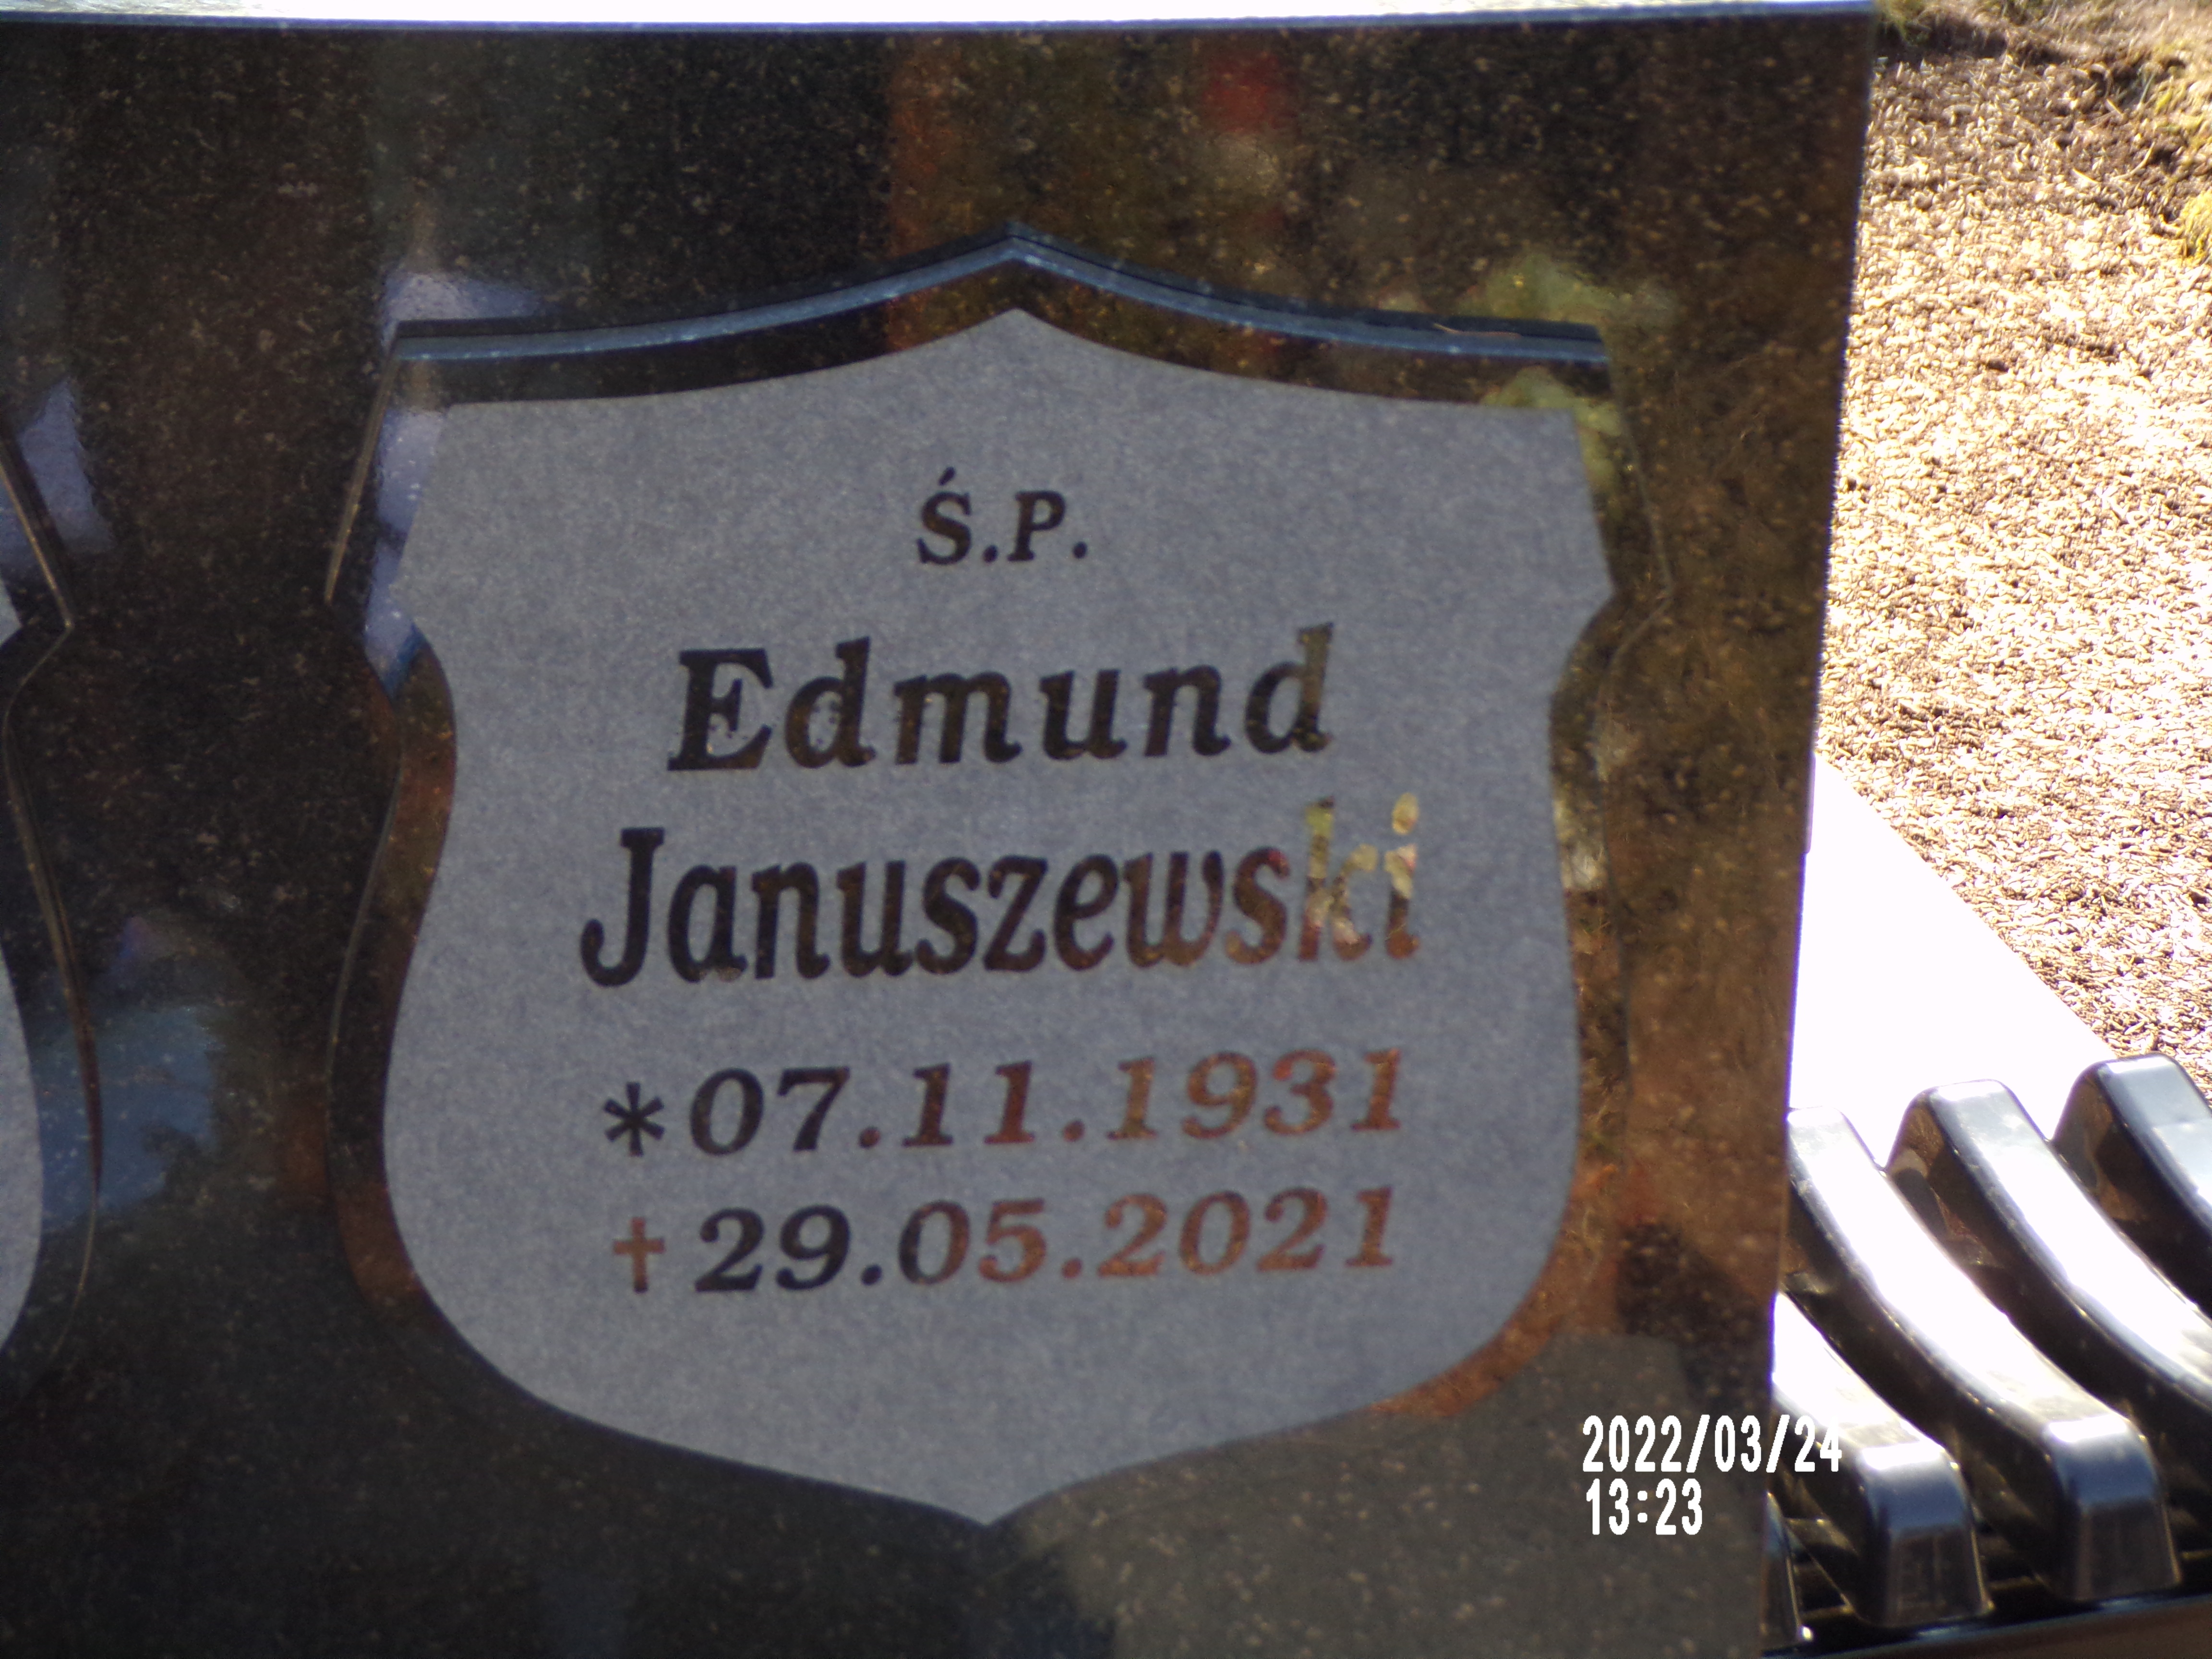 Ś.P.
Edmund
Januszewski
*07.11.1931
†29.05.2021
2022/03/24
13:23